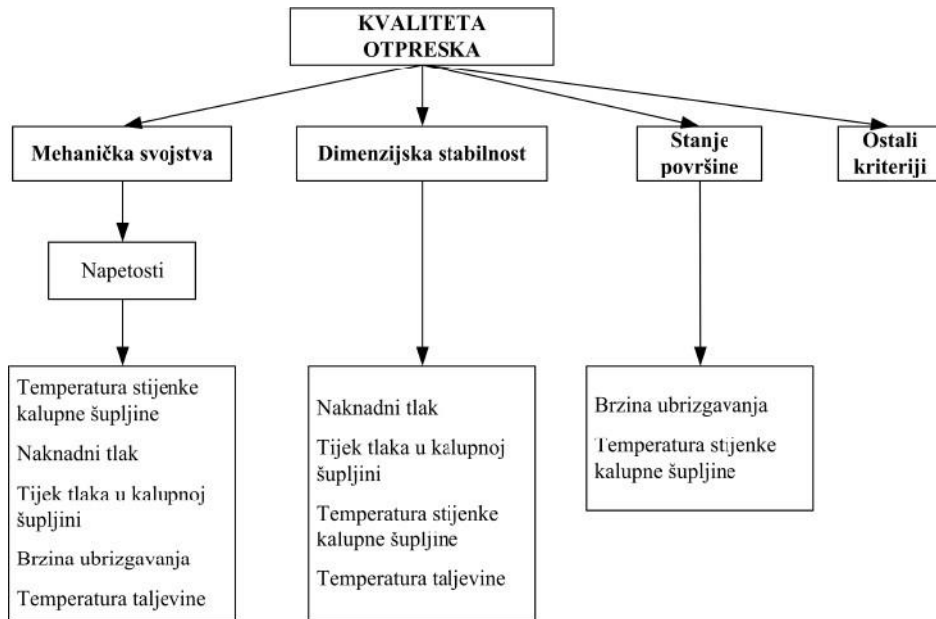 KVALITETA
OTPRESKA
Mehanička svojstva
Dimenzijska stabilnost
Stanje
površine
Ostali
kriteriji
Napetosti
Temperatura stijenke
kalupne šupljine
Naknadni tlak
Tijek tlaka u kalupnoj
šupljini
Brzina ubrizgavanja
Temperatura taljevine
Naknadni tlak
Tijek tlaka u kalupnoj
šupljini
Temperatura stijenke
kalupne šupljine
Temperatura taljevine
Brzina ubrizgavanja
Temperatura stijenke
kalupne šupljine